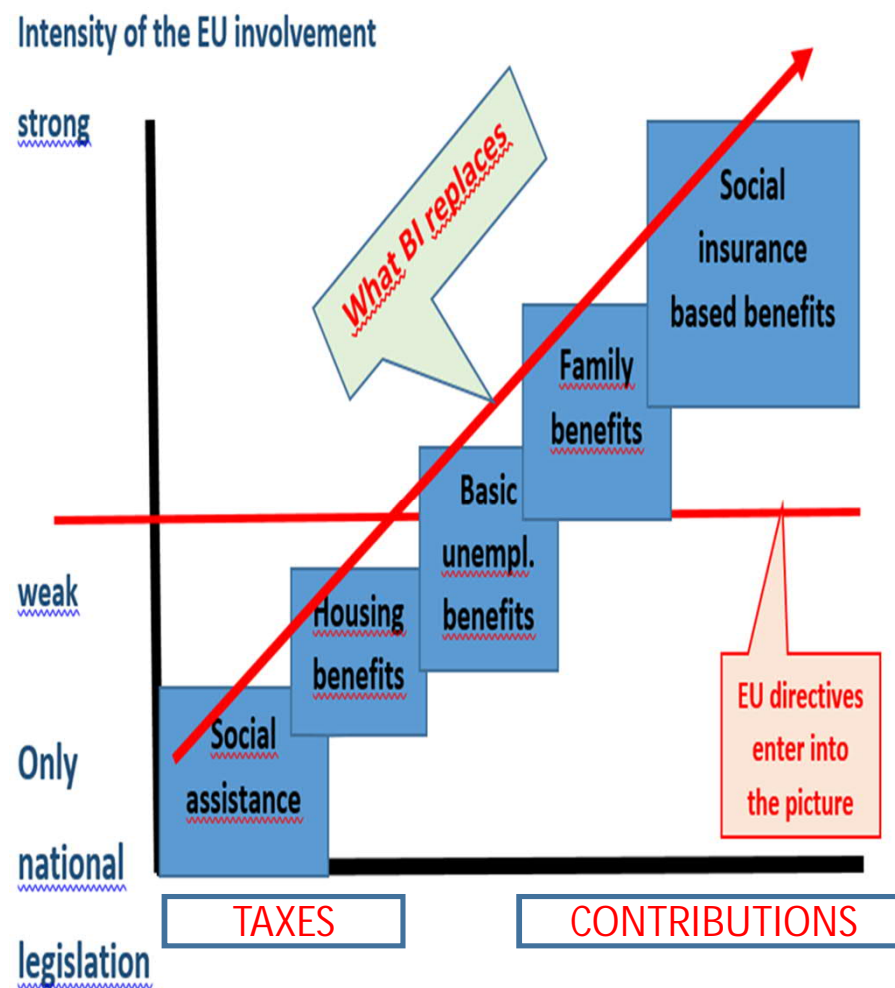 Intensity of the EU involvement
strong
What BI replaces
Social
insurance
based benefits
Family
benefits
Basic
unempl.
benefits
weak
Housing
benefits
EU directives
enter into
the picture
Social
assistance
Only
national
legislation
TAXES
CONTRIBUTIONS